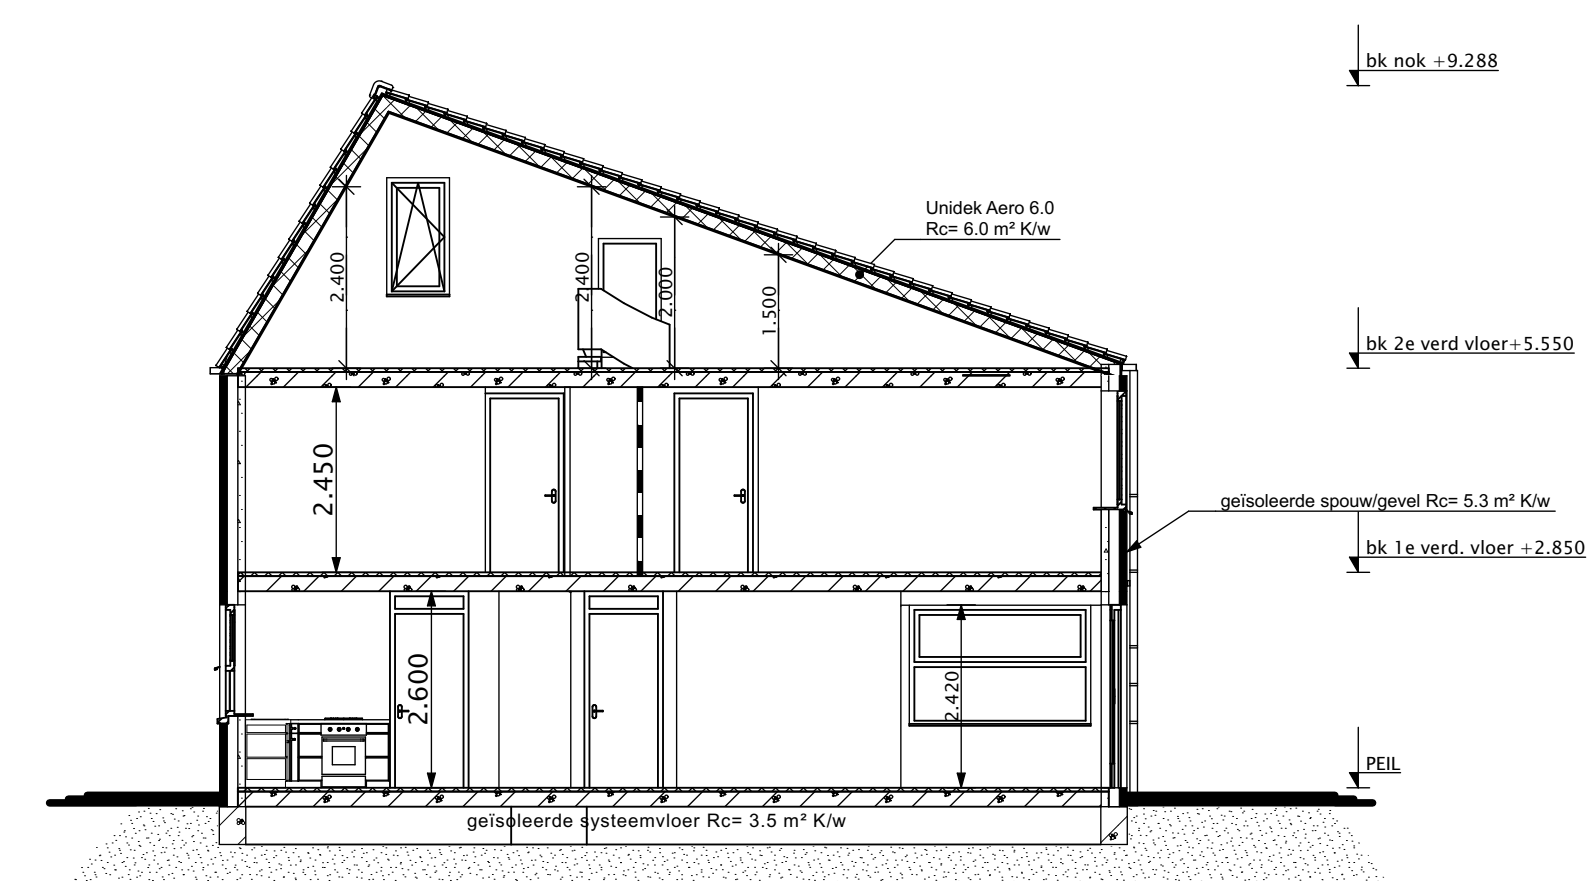 bk nok +9.288
Unidek Aero 6.0
Rc= 6.0 m² K/w
2.400
2.400
2.000
1.500
bk 2e verd vloer+5.550
2.450
geïsoleerde spouw/gevel Rc= 5.3 m² K/w
bk 1e verd. vloer +2.850
2.600
2.420
PEIL
geïsoleerde systeemvloer Rc= 3.5 m² K/w